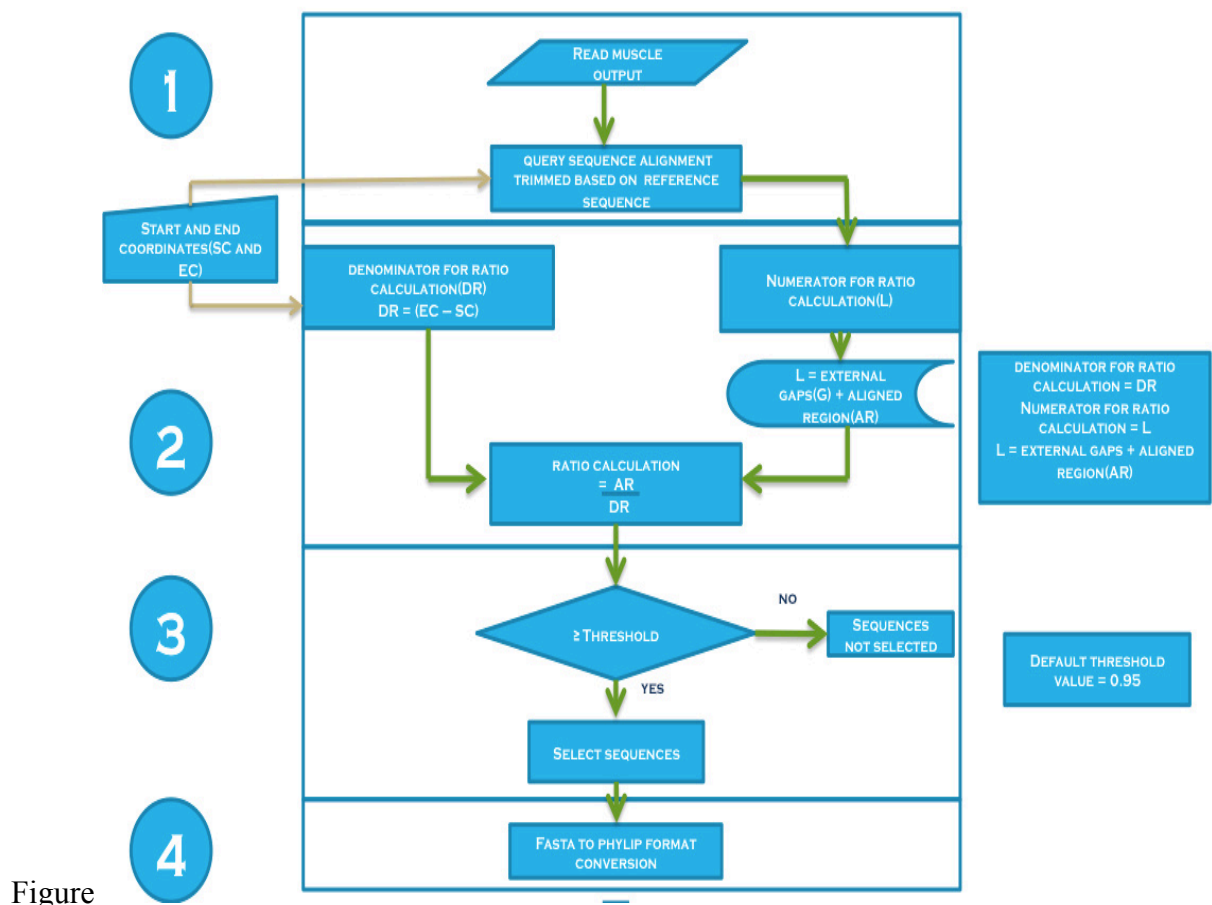 1
READ MUSCLE
OUTPUT
QUERY SEQUENCE ALIGNMENT
TRIMMED BASED ON REFERENCE
SEQUENCE
START AND END
COORDINATES(SC AND
EC)
DENOMINATOR FOR RATIO
CALCULATION(DR)
DR = (EC – SC)
NUMERATOR FOR RATIO
CALCULATION(L)
L = EXTERNAL
GAPS(G) + ALIGNED
REGION(AR)
DENOMINATOR FOR RATIO
CALCULATION = DR
NUMERATOR FOR RATIO
CALCULATION = L
L = EXTERNAL GAPS + ALIGNED
REGION(AR)
2
RATIO CALCULATION
= AR
DR
3
≥ THRESHOLD
NO
SEQUENCES
NOT SELECTED
YES
DEFAULT THRESHOLD
VALUE = 0.95
SELECT SEQUENCES
4
FASTA TO PHYLIP FORMAT
CONVERSION
Figure